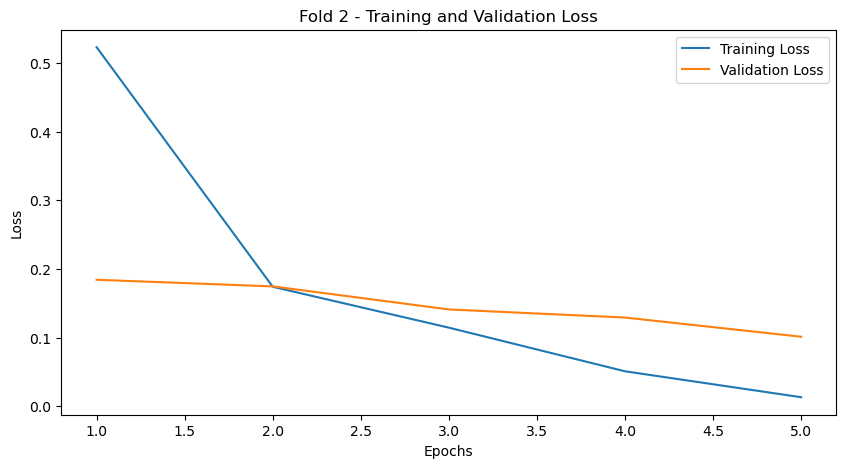 Fold 2 - Training and Validation Loss
Training Loss
Validation Loss
Loss
0.5
0.4
0.3
0.2
0.1
0.0
1.0 1.5 2.0 2.5 3.0 3.5 4.0 4.5 5.0
Epochs